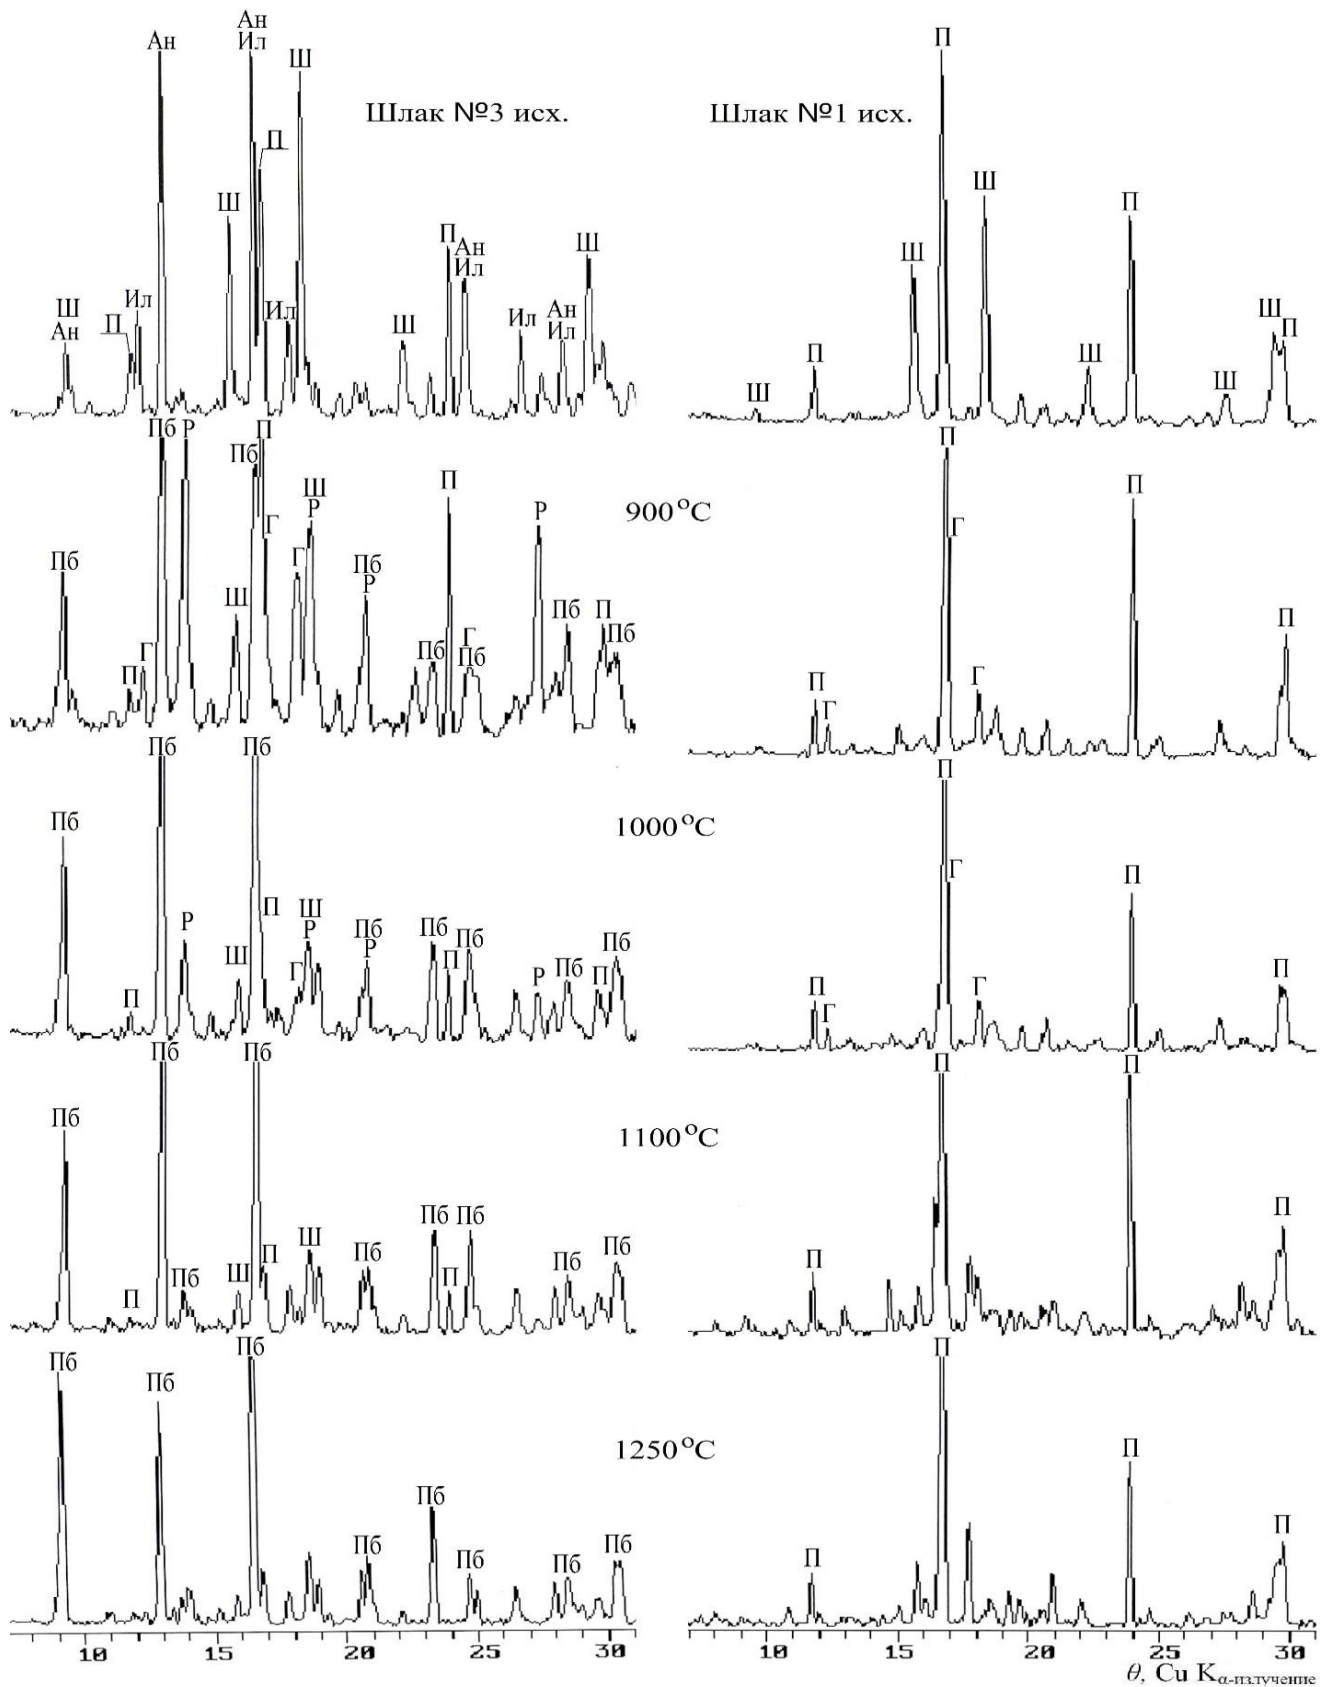 Ан
Ил
Ан
Ш
П
Ш
Ш
Ан
П
Ил
Ил
Ш
П
Ан
Ил
Ил
Ан
Ил
Ш
Шлак №3 исх.
Шлак №1 исх.
П
Ш
Ш
П
Ш
П
Ш
Ш
Ш
П
900°С
Пб
Р
П
Пб
Г
Ш
Р
Г
П
Р
Пб
Пб
Р
Ш
Пб
П
Пб
Г
П
Пб
Г
Пб
П
Г
П
П
П
Г
Г
1000°С
Пб
Пб
Пб
П
Р
Ш
Р
Ш
Г
П
Пб
Р
Пб
П
Пб
Р
Пб
П
Пб
П
Г
П
П
Г
Г
П
1100°С
Пб
Пб
Пб
П
Пб
Ш
П
Ш
Пб
Пб
П
Пб
Пб
Пб
П
П
П
П
1250°С
Пб
Пб
Пб
Пб
Пб
Пб
Пб
Пб
П
П
П
П
10 15 20 25 30
10 15 20 25 30
θ, Cu Kα-излучение